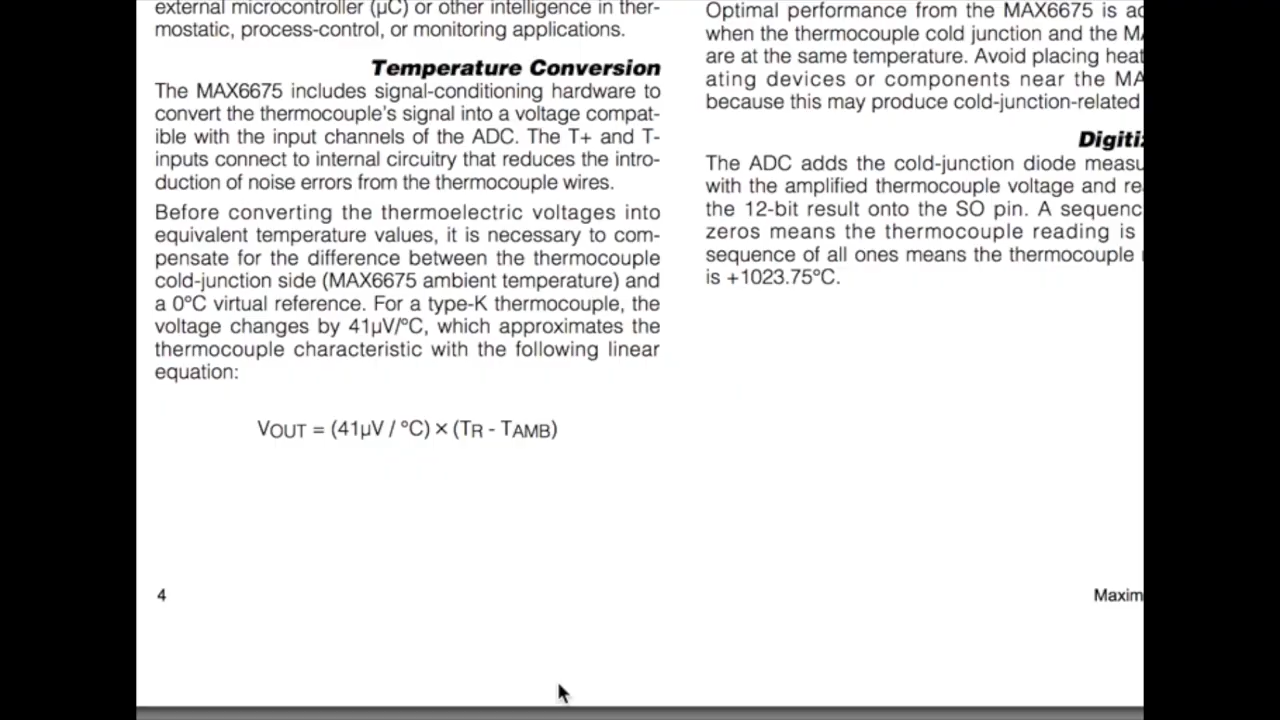 external microcontroller (µC) or other intelligence in ther-
mostatic, process-control, or monitoring applications.
Temperature Conversion
The MAX6675 includes signal-conditioning hardware to
convert the thermocouple's signal into a voltage compat-
ible with the input channels of the ADC. The T+ and T-
inputs connect to internal circuitry that reduces the intro-
duction of noise errors from the thermocouple wires.
Before converting the thermoelectric voltages into
equivalent temperature values, it is necessary to com-
pensate for the difference between the thermocouple
cold-junction side (MAX6675 ambient temperature) and
a 0°C virtual reference. For a type-K thermocouple, the
voltage changes by 41µV/°C, which approximates the
thermocouple characteristic with the following linear
equation:
VOUT = (41µV / °C) × (TR - TAMB)
4
Optimal performance from the MAX6675 is
when the thermocouple cold junction and the
are at the same temperature. Avoid placing
ating devices or components near the
because this may produce cold-junction-related
The ADC adds the cold-junction diode
with the amplified thermocouple voltage and
the 12-bit result onto the SO pin. A
zeros means the thermocouple reading is
sequence of all ones means the thermocouple
is +1023.75°C.
Maxim